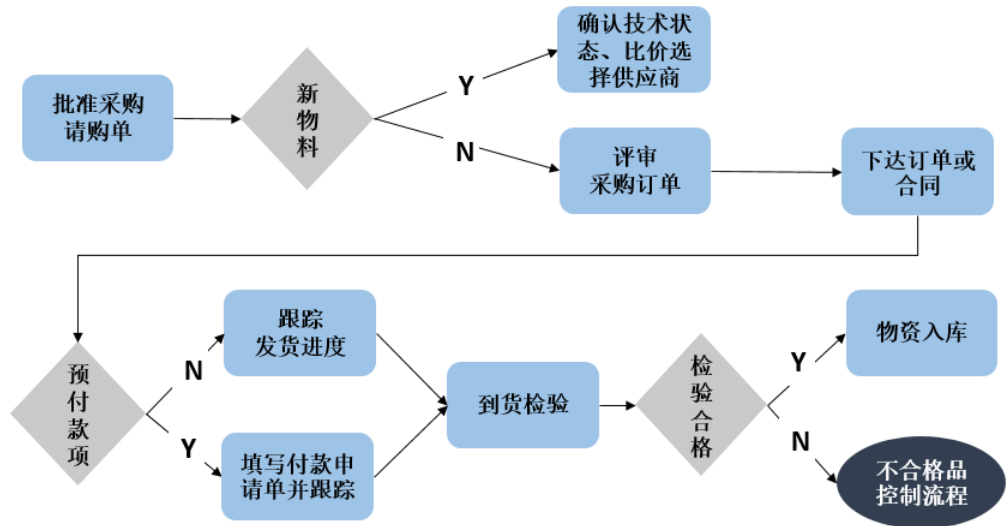 批准采购
请购单
新
物
料
Y
确认技术状
态、比价选
择供应商
N
评审
采购订单
下达订单或
合同
预
付
款
项
N
跟踪
发货进度
Y
填写付款申
请单并跟踪
到货检验
检
验
合
格
Y
物资入库
N
不合格品
控制流程